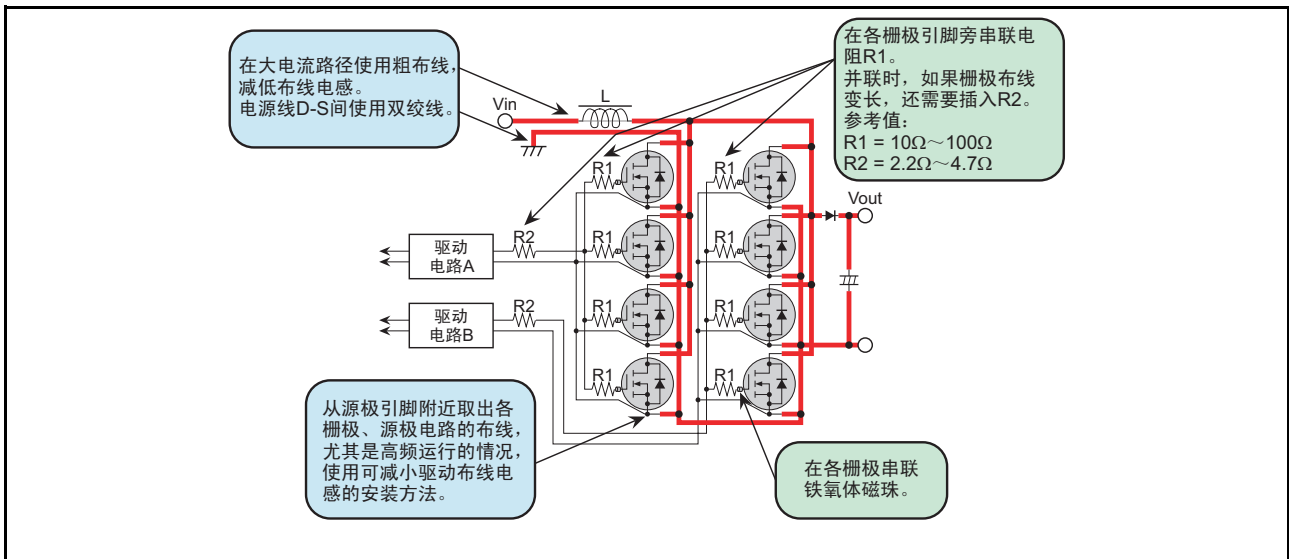 在大电流路径使用粗布线，
减低布线电感。
电源线D-S间使用双绞线。
在各栅极引脚旁串联电
阻R1。
并联时，如果栅极布线
变长，还需要插入R2。
参考值：
R1 = 10Ω～100Ω
R2 = 2.2Ω～4.7Ω
L
Vin
R1
R1
Vout
R2
R1
R1
驱动
电路A
R2
R1
R1
驱动
电路B
R1
R1
从源极引脚附近取出各
栅极、源极电路的布线，
尤其是高频运行的情况，
使用可减小驱动布线电
感的安装方法。
在各栅极串联
铁氧体磁珠。